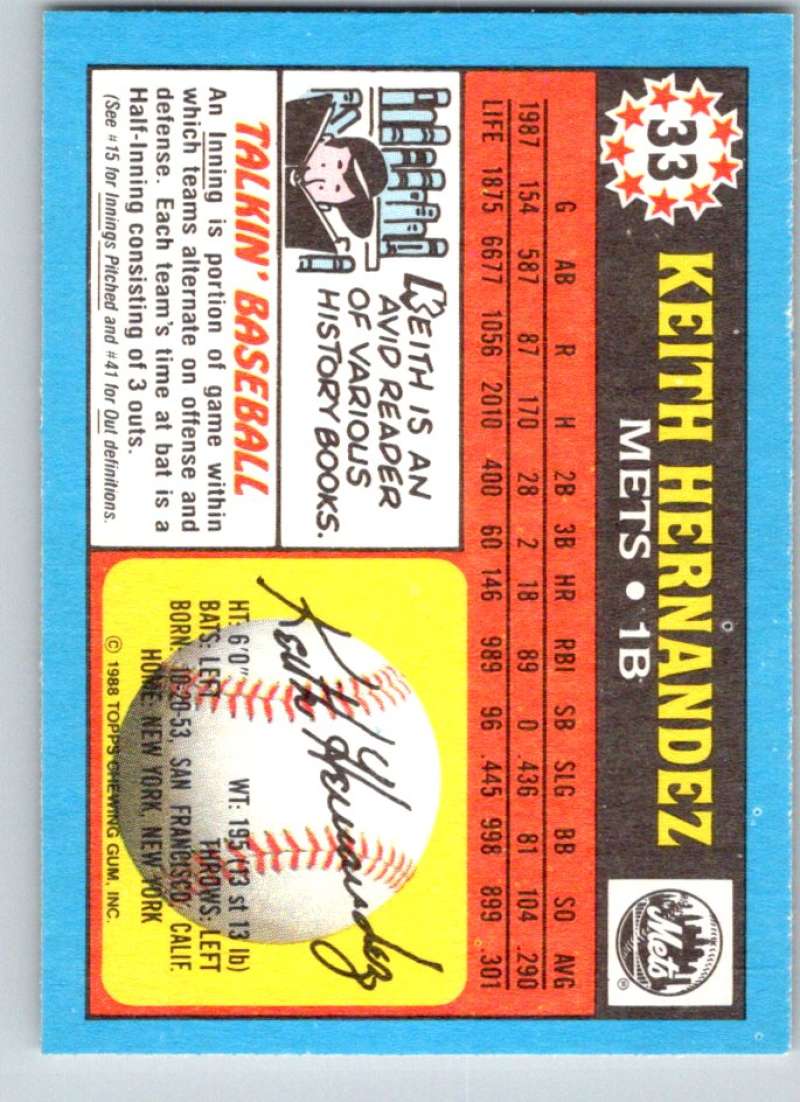 33
KEITH HERNANDEZ
METS • 1B
Mets
®
G AB R H 2B 3B HR RBI SB SLG BB SO AVG
1987 154 587 87 170 28 2 18 89 0 .436 81 104 .290
LIFE 1875 6677 1056 2010 400 60 146 989 96 .445 998 899 .301
KEITH IS AN
AVID READER
OF VARIOUS
HISTORY BOOKS.
TALKIN' BASEBALL
An Inning is portion of game within
which teams alternate on offense and
defense. Each team's time at bat is a
Half-Inning consisting of 3 outs.
(See #15 for Innings Pitched and #41 for Out definitions.
Keith Hernandez
HT: 6'0" WT: 195 (13 st 13 lb)
BATS: LEFT THROWS: LEFT
BORN: 10-20-53, SAN FRANCISCO, CALIF.
HOME: NEW YORK, NEW YORK
© 1988 TOPPS CHEWING GUM, INC.